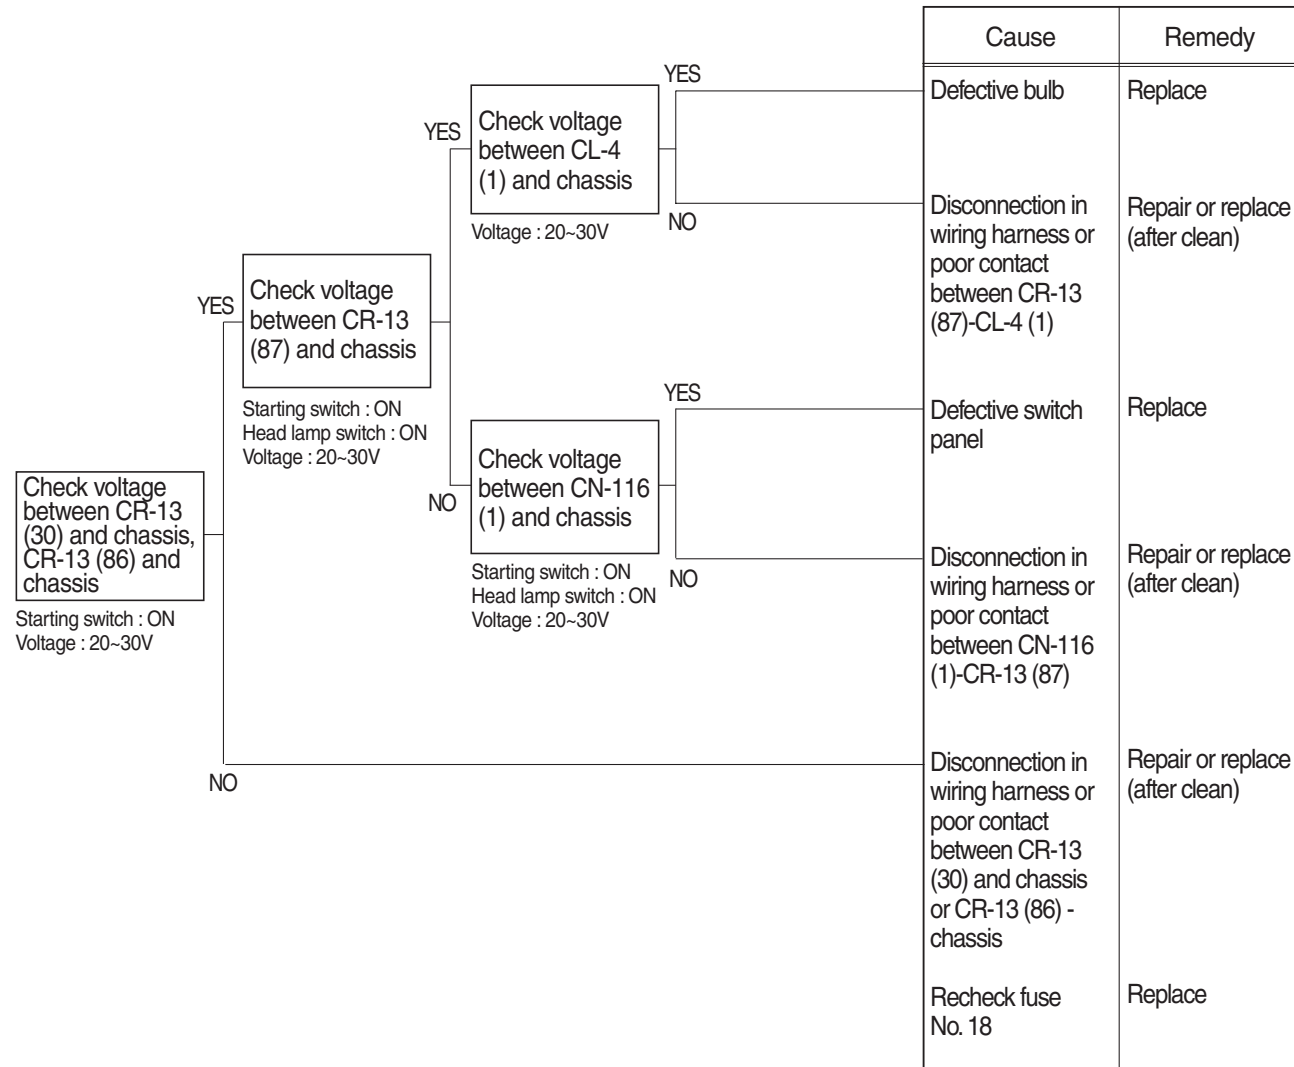 Cause
Remedy
YES
Defective bulb
Replace
YES
Check voltage
between CL-4
(1) and chassis
Voltage : 20~30V
NO
Disconnection in
wiring harness or
poor contact
between CR-13
(87)-CL-4 (1)
Repair or replace
(after clean)
YES
Check voltage
between CR-13
(87) and chassis
Starting switch : ON
Head lamp switch : ON
Voltage : 20~30V
YES
Defective switch
panel
Replace
NO
Check voltage
between CN-116
(1) and chassis
Starting switch : ON
Head lamp switch : ON
Voltage : 20~30V
NO
Disconnection in
wiring harness or
poor contact
between CN-116
(1)-CR-13 (87)
Repair or replace
(after clean)
Check voltage
between CR-13
(30) and chassis,
CR-13 (86) and
chassis
Starting switch : ON
Voltage : 20~30V
NO
Disconnection in
wiring harness or
poor contact
between CR-13
(30) and chassis
or CR-13 (86) -
chassis
Repair or replace
(after clean)
Recheck fuse
No. 18
Replace